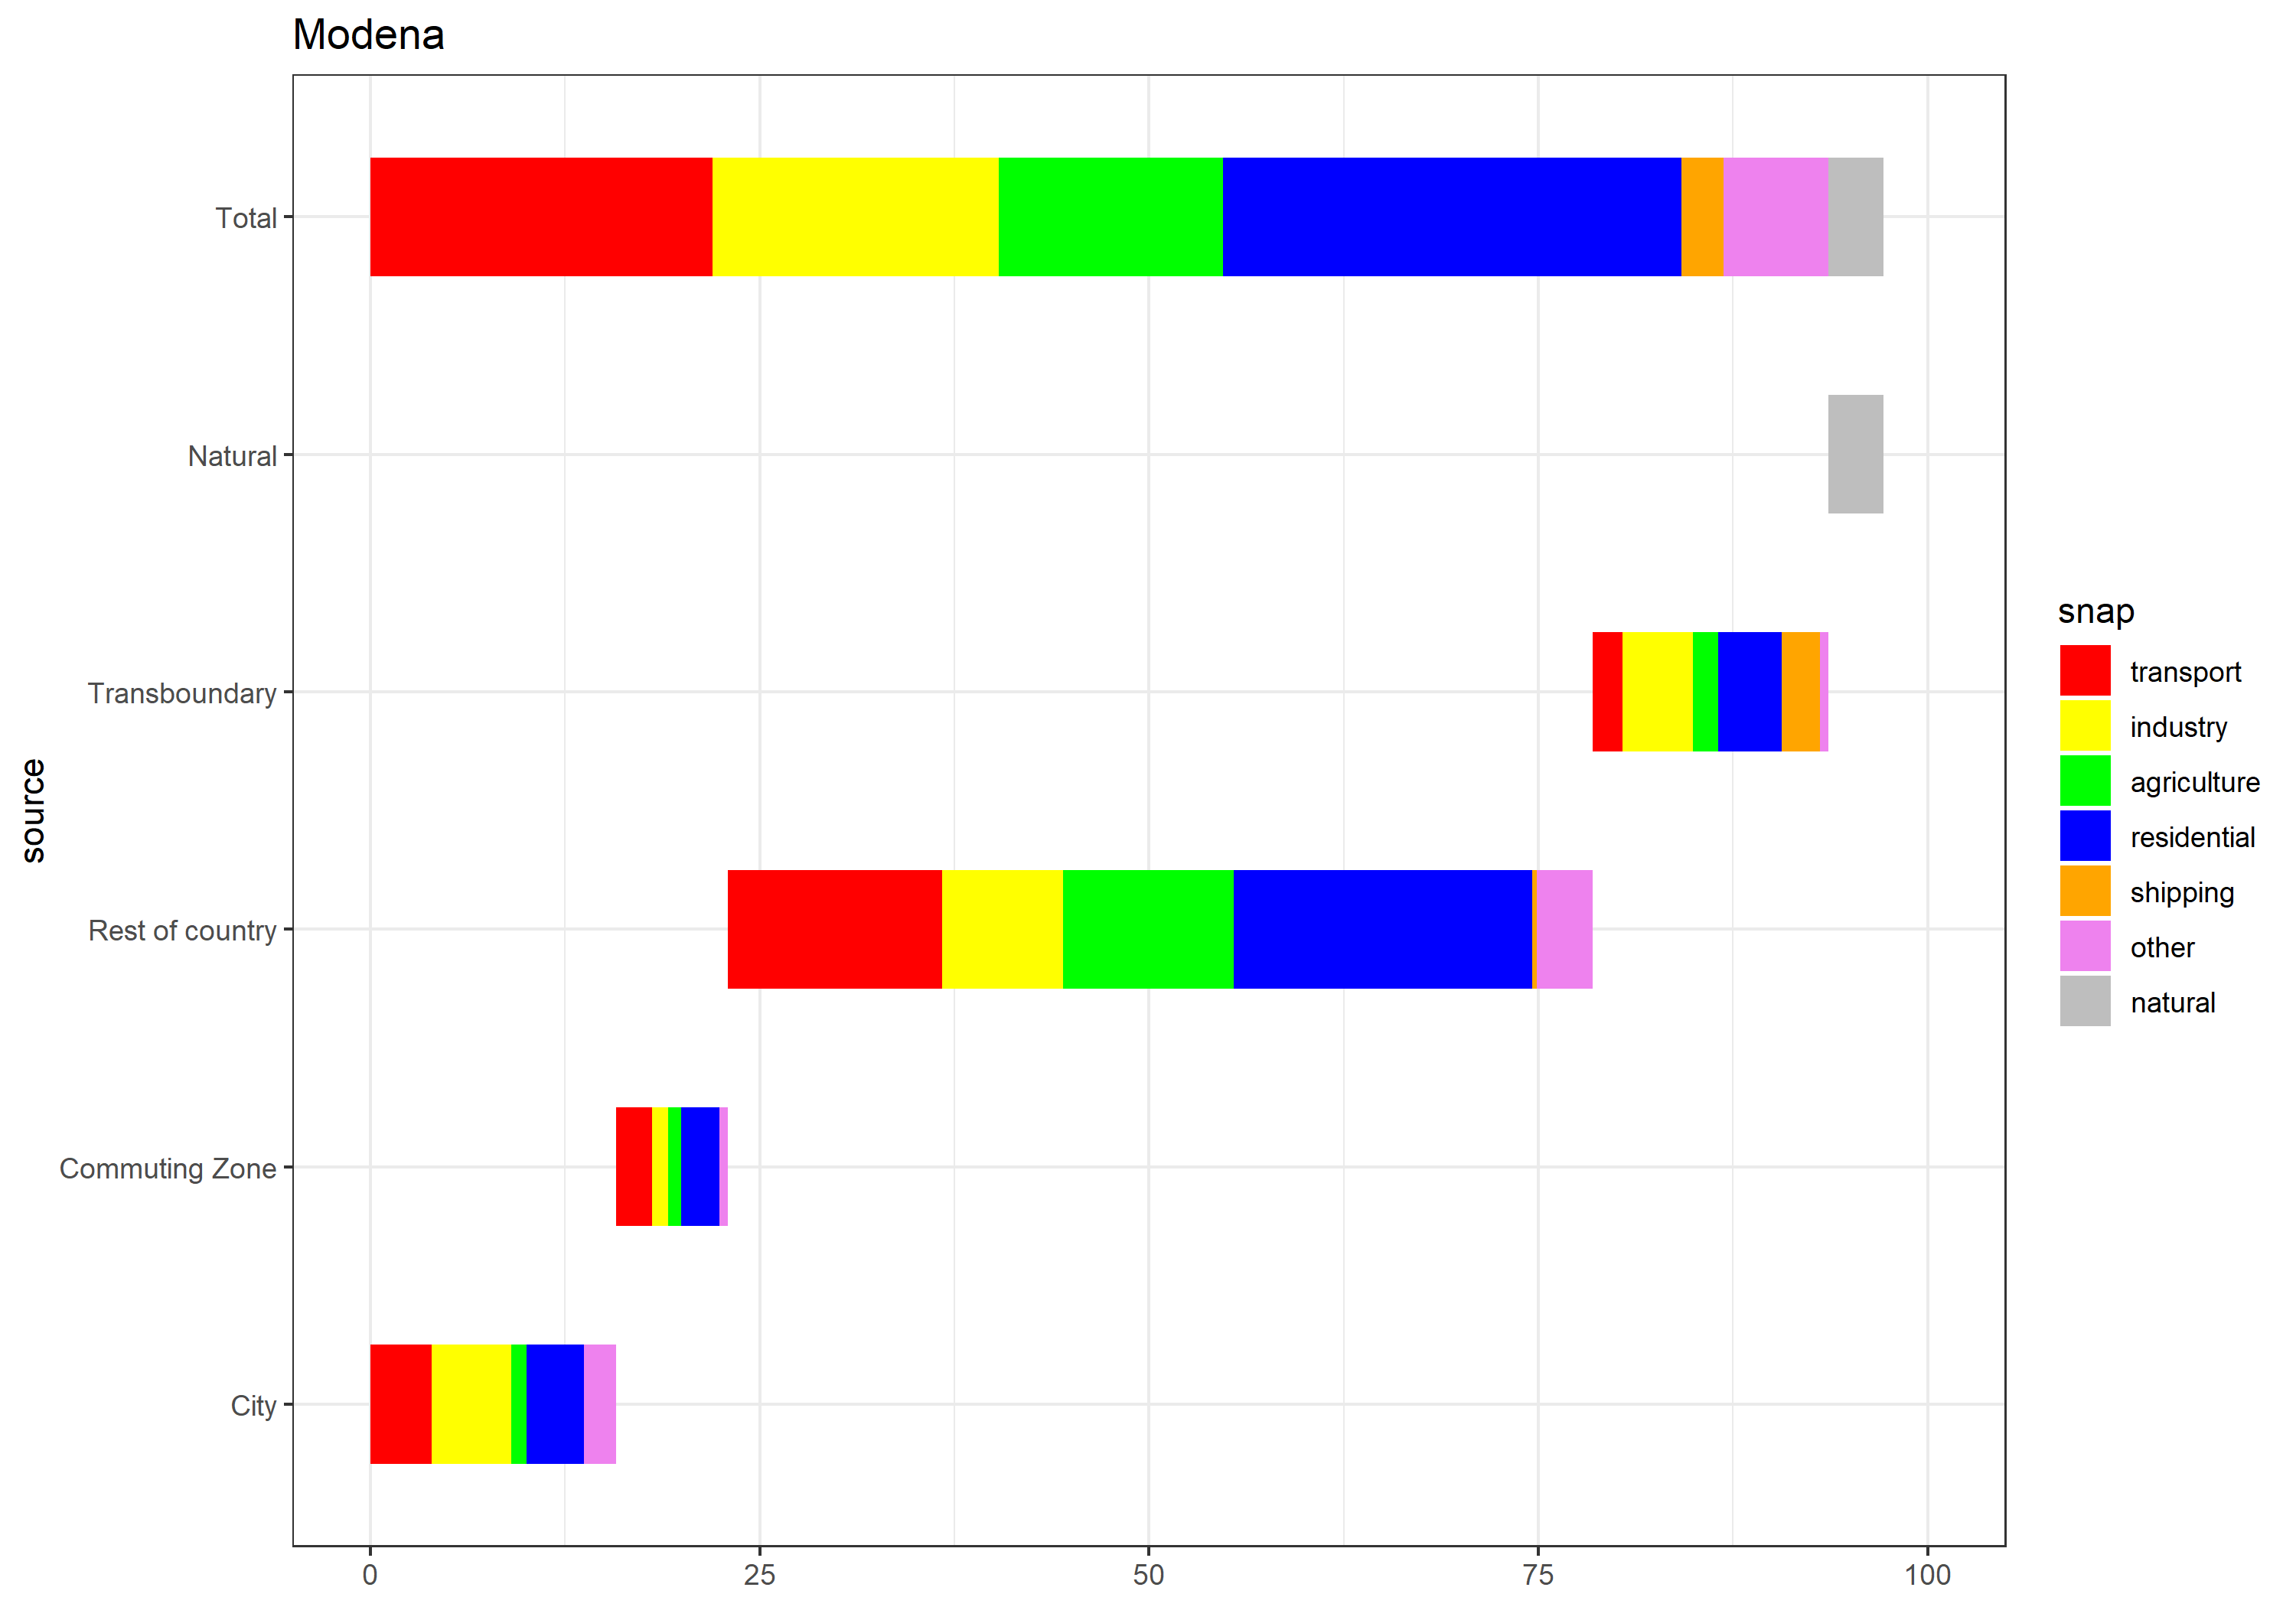 Modena
source
Total
Natural
Transboundary
Rest of country
Commuting Zone
City
0 25 50 75 100
snap
transport
industry
agriculture
residential
shipping
other
natural